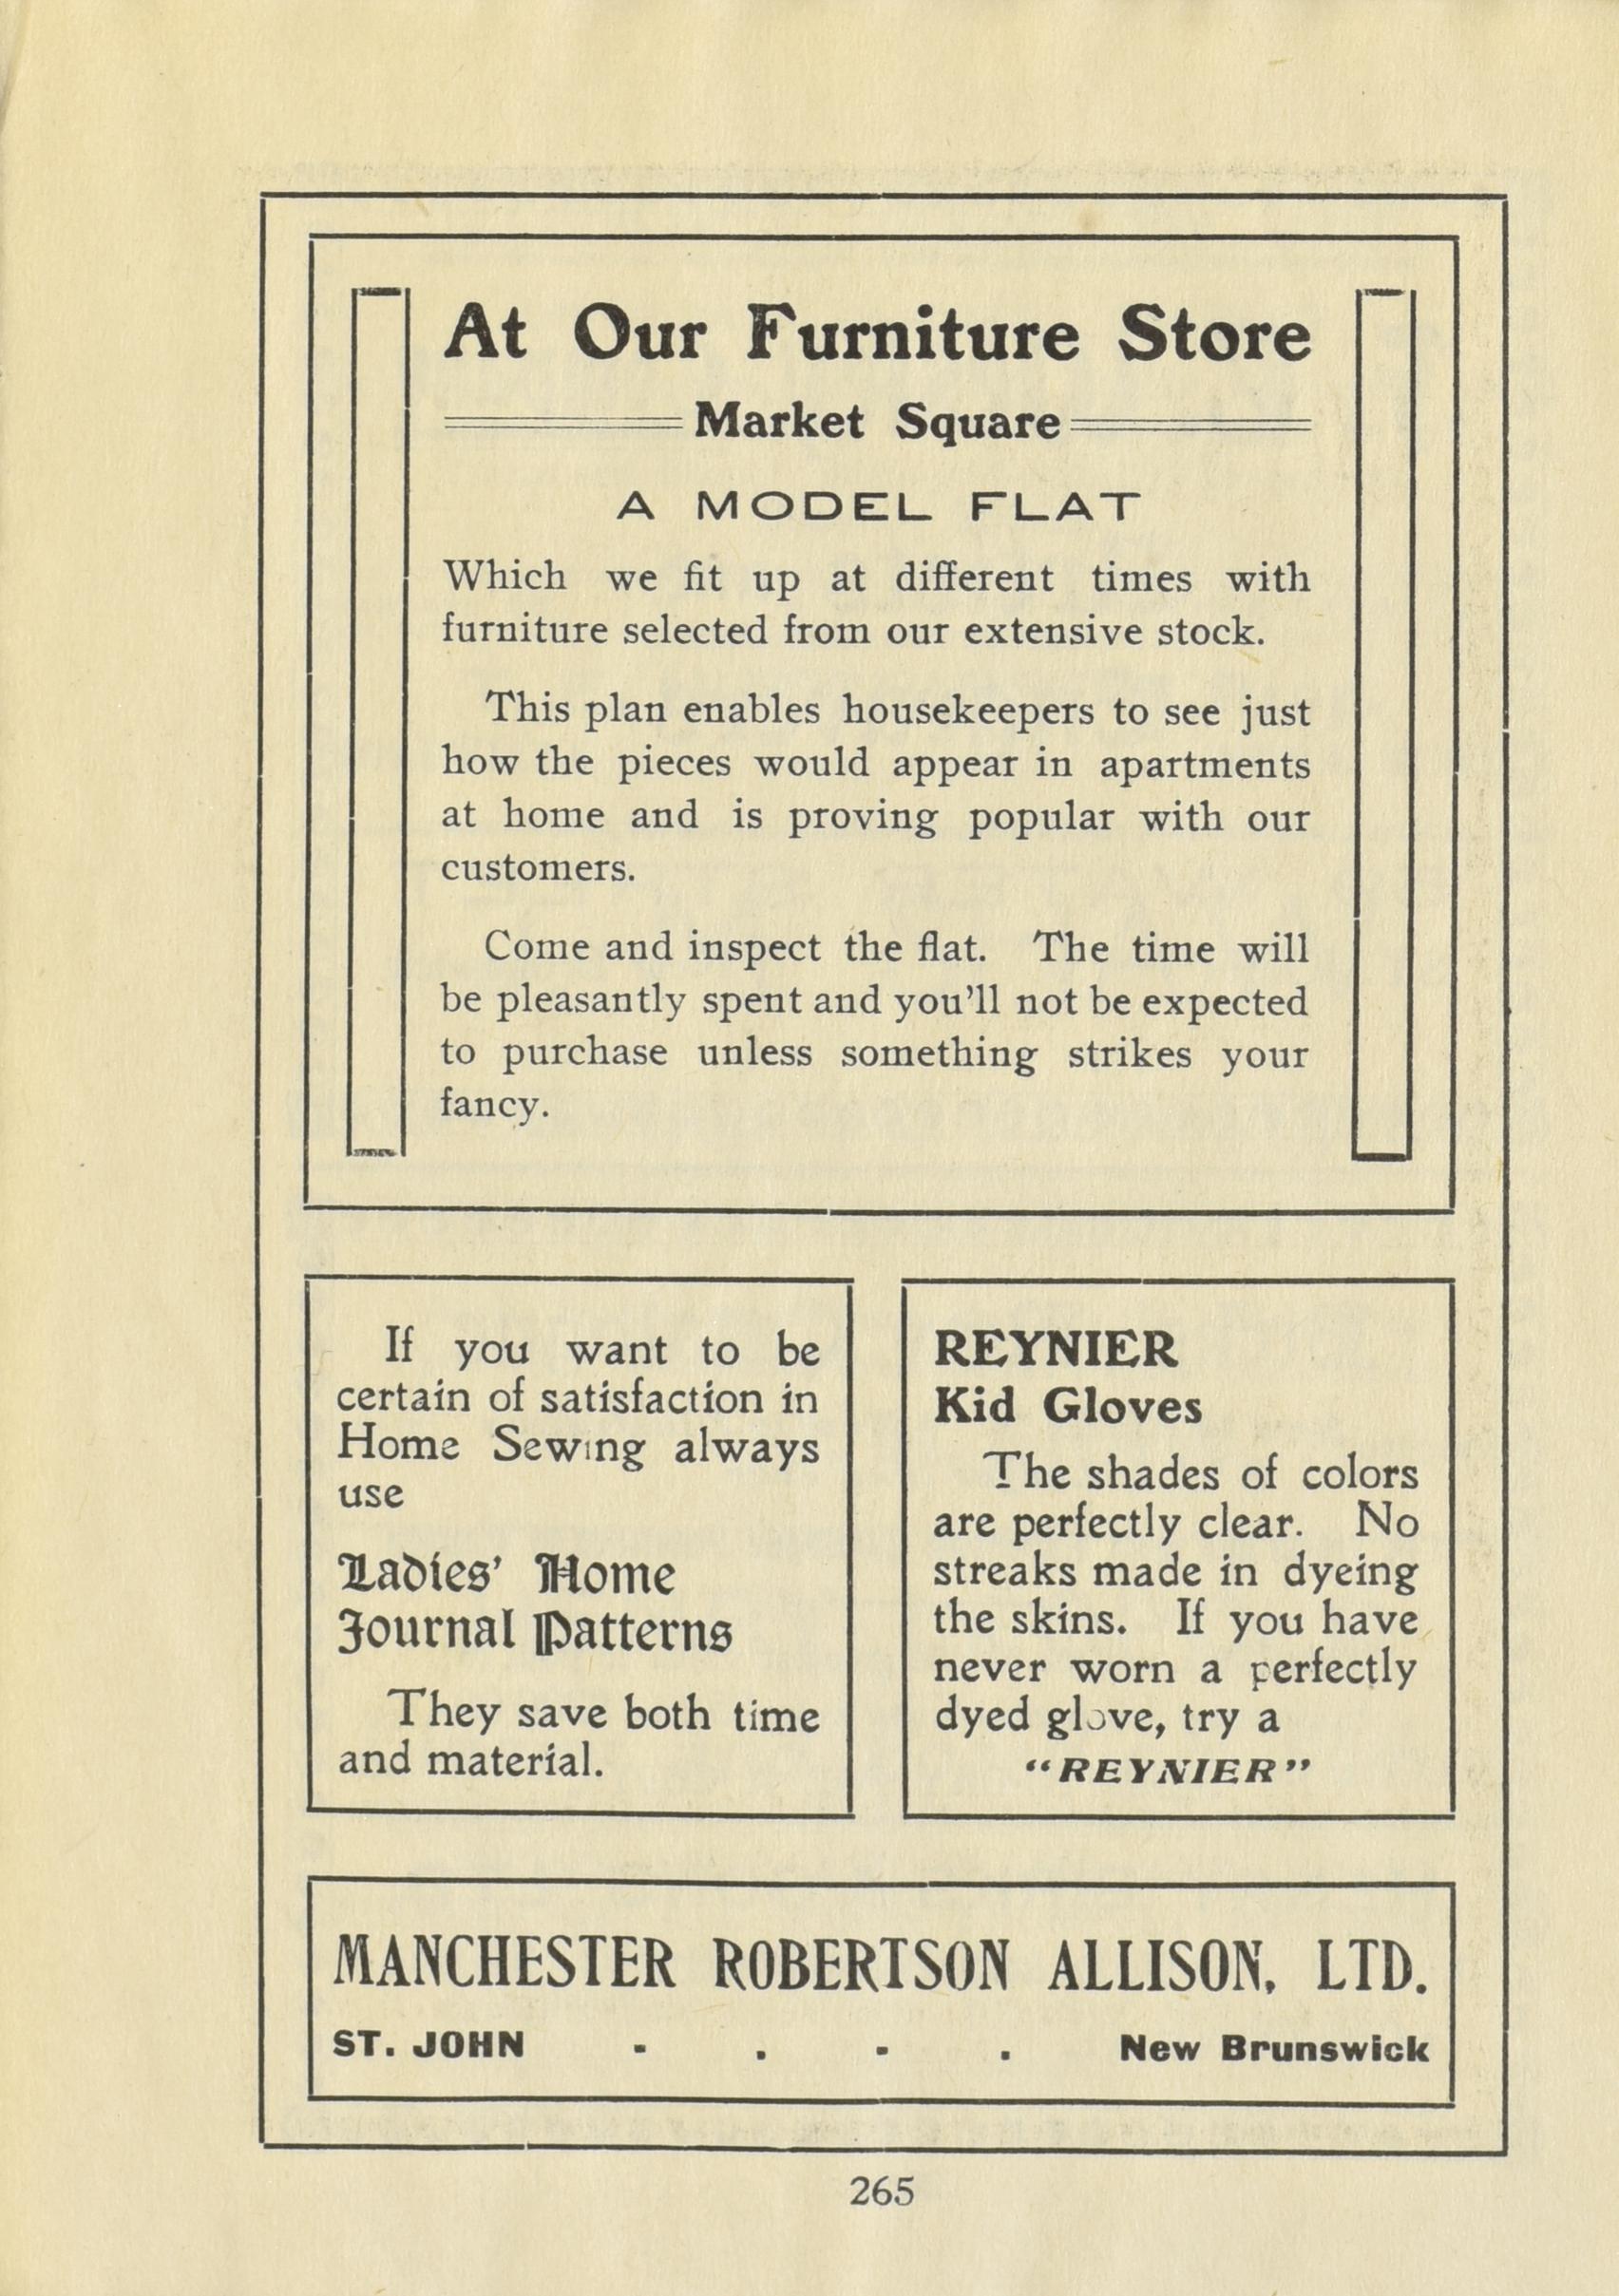 At Our Furniture Store
Market Square
A MODEL FLAT
Which we fit up at different times with
furniture selected from our extensive stock.
This plan enables housekeepers to see just
how the pieces would appear in apartments
at home and is proving popular with our
customers.
Come and inspect the flat. The time will
be pleasantly spent and you'll not be expected
to purchase unless something strikes your
fancy.
If you want to be
certain of satisfaction in
Home Sewing always
use
Ladies' Home
Journal Patterns
They save both time
and material.
REYNIER
Kid Gloves
The shades of colors
are perfectly clear. No
streaks made in dyeing
the skins. If you have
never worn a perfectly
dyed glove, try a
"REYNIER"
MANCHESTER ROBERTSON ALLISON, LTD.
ST. JOHN - . - . New Brunswick
265